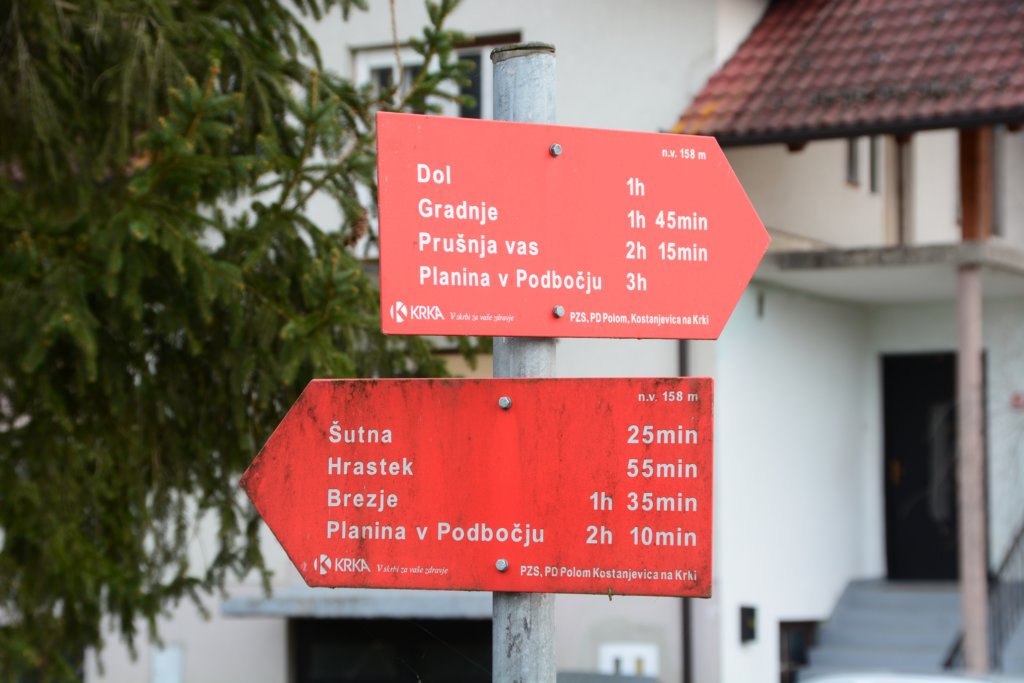 n.v. 158 m
Dol 1h
Gradnje 1h 45min
Prušnja vas 2h 15min
Planina v Podbočju 3h
KRKA V skrbi za vaše zdravje PZS, PD Polom, Kostanjevica na Krki
n.v. 158 m
Šutna 25min
Hrastek 55min
Brezje 1h 35min
Planina v Podbočju 2h 10min
KRKA V skrbi za vaše zdravje PZS, PD Polom Kostanjevica na Krki